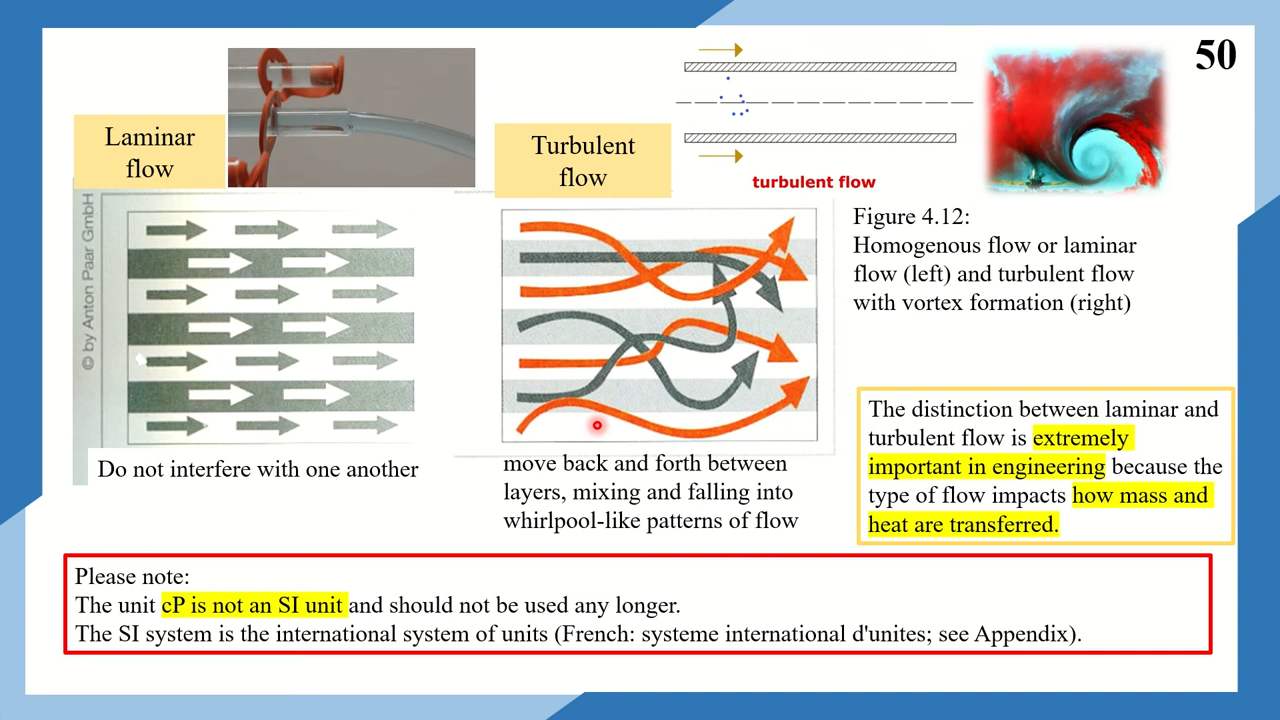 50
Laminar
flow
Turbulent
flow
turbulent flow
© by Anton Paar GmbH
Figure 4.12:
Homogenous flow or laminar
flow (left) and turbulent flow
with vortex formation (right)
Do not interfere with one another
move back and forth between
layers, mixing and falling into
whirlpool-like patterns of flow
The distinction between laminar and
turbulent flow is extremely
important in engineering because the
type of flow impacts how mass and
heat are transferred.
Please note:
The unit cP is not an SI unit and should not be used any longer.
The SI system is the international system of units (French: systeme international d'unites; see Appendix).